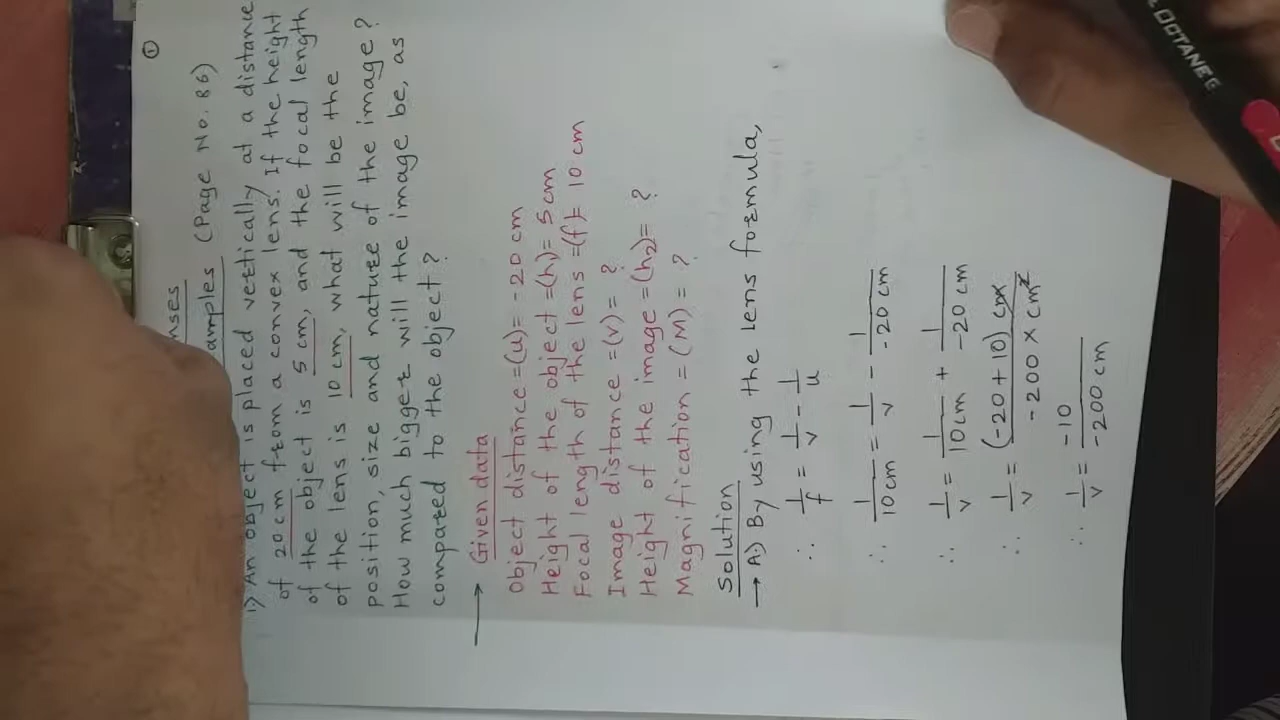 ①
nses
amples (Page No. 86)
1) An object is placed vertically at a distance
of 20 cm from a convex lens. If the height
of the object is 5 cm, and the focal length
of the lens is 10 cm, what will be the
position, size and nature of the image?
How much bigger will the image be, as
compared to the object?
→ Given data
Object distance =(u)= -20 cm
Height of the object =(h)= 5 cm
Focal length of the lens =(f)= 10 cm
Image distance =(v) = ?
Height of the image =(h₂)= ?
Magnification = (M) = ?
Solution
→ A) By using the lens formula,
∴ 1/f = 1/v - 1/u
∴ 1/10cm = 1/v - 1/-20 cm
∴ 1/v = 1/10cm + 1/-20 cm
∴ 1/v = (-20+10) cm/-200 x cm²
∴ 1/v = -10/-200 cm
OCTANE